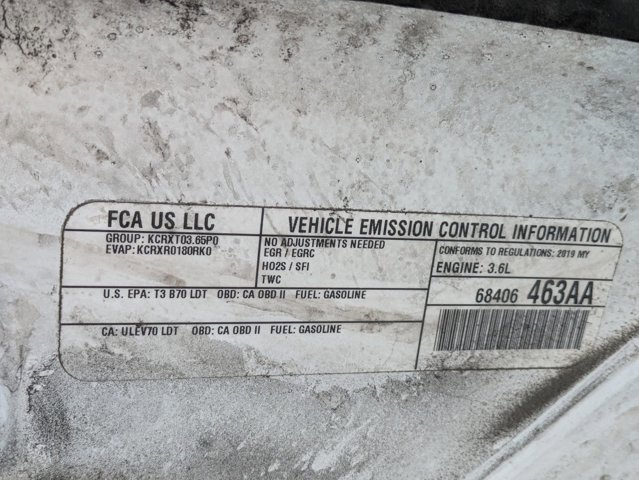 FCA US LLC
VEHICLE EMISSION CONTROL INFORMATION
GROUP: KCRXT03.65P0
EVAP: KCRXR0180RK0
NO ADJUSTMENTS NEEDED
EGR / EGRC
HO2S / SFI
TWC
CONFORMS TO REGULATIONS: 2019 MY
ENGINE: 3.6L
U.S. EPA: T3 B70 LDT OBD: CA OBD II FUEL: GASOLINE
68406 463AA
CA: ULEV70 LDT OBD: CA OBD II FUEL: GASOLINE